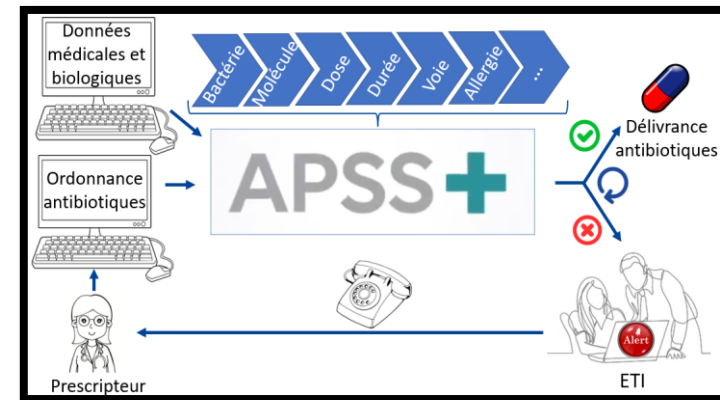 Données
médicales et
biologiques
Bactérie
Molécule
Dose
Durée
Voie
Allergie
...
Ordonnance
antibiotiques
APSS+
Délivrance
antibiotiques
Alert
Prescripteur
ETI